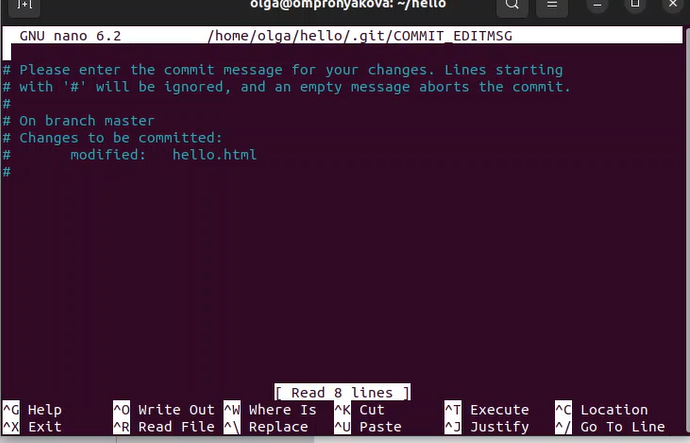 olga@ompronyakova: ~/hello
GNU nano 6.2 /home/olga/hello/.git/COMMIT_EDITMSG
# Please enter the commit message for your changes. Lines starting
# with '#' will be ignored, and an empty message aborts the commit.
#
# On branch master
# Changes to be committed:
#       modified:   hello.html
#
[ Read 8 lines ]
^G Help ^O Write Out ^W Where Is ^K Cut ^T Execute ^C Location
^X Exit ^R Read File ^\ Replace ^U Paste ^J Justify ^/ Go To Line